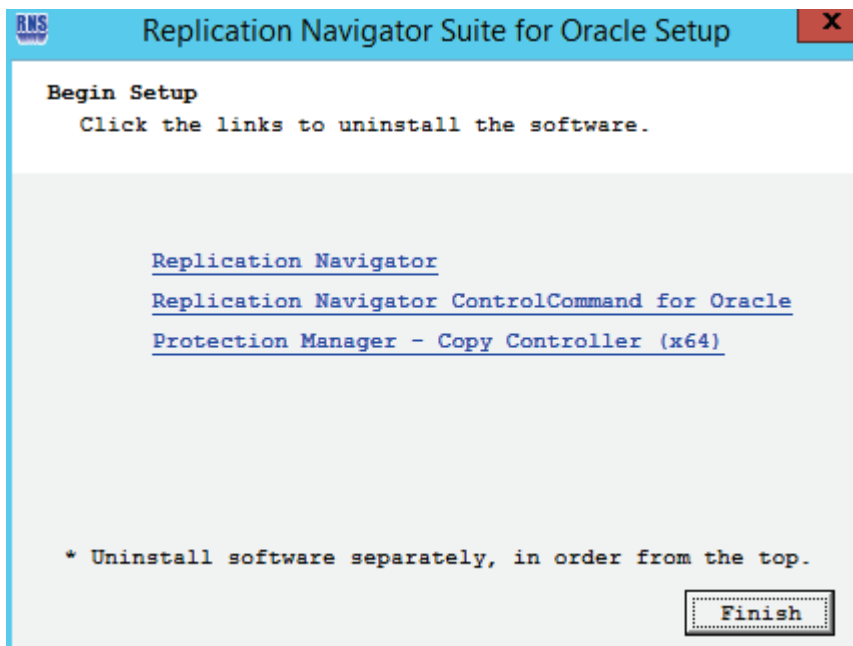 RNS
Replication Navigator Suite for Oracle Setup
x
Begin Setup
Click the links to uninstall the software.
Replication Navigator
Replication Navigator ControlCommand for Oracle
Protection Manager - Copy Controller (x64)
* Uninstall software separately, in order from the top.
Finish